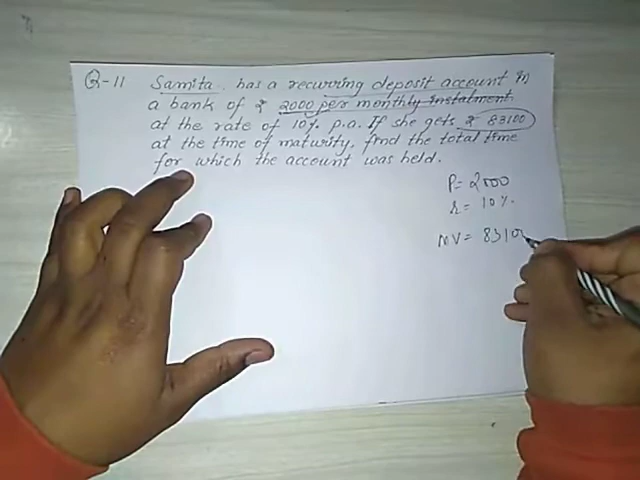 Q-11 Samita has a recurring deposit account in
a bank of ₹ 2000 per monthly instalment
at the rate of 10% p.a. If she gets ₹ 83100
at the time of maturity, find the total time
for which the account was held.
P = 2000
r = 10%.
MV = 83100